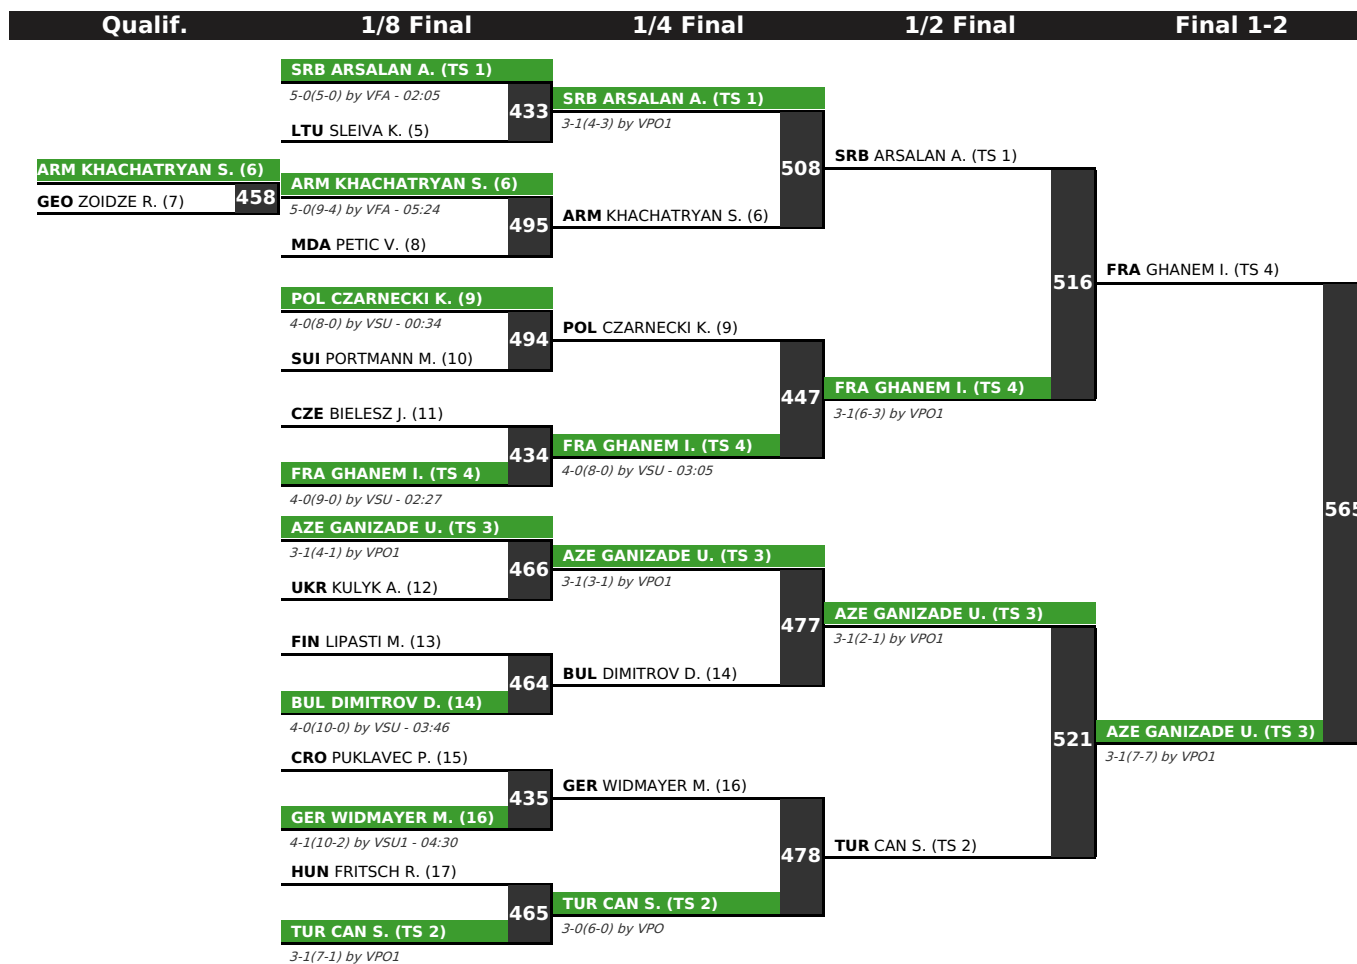 Qualif.
1/8 Final
1/4 Final
1/2 Final
Final 1-2
ARM KHACHATRYAN S. (6)
GEO ZOIDZE R. (7)
458
SRB ARSALAN A. (TS 1)
5-0(5-0) by VFA - 02:05
LTU SLEIVA K. (5)
433
ARM KHACHATRYAN S. (6)
5-0(9-4) by VFA - 05:24
MDA PETIC V. (8)
495
POL CZARNECKI K. (9)
4-0(8-0) by VSU - 00:34
SUI PORTMANN M. (10)
494
CZE BIELESZ J. (11)
434
FRA GHANEM I. (TS 4)
4-0(9-0) by VSU - 02:27
AZE GANIZADE U. (TS 3)
3-1(4-1) by VPO1
UKR KULYK A. (12)
466
FIN LIPASTI M. (13)
464
BUL DIMITROV D. (14)
4-0(10-0) by VSU - 03:46
CRO PUKLAVEC P. (15)
435
GER WIDMAYER M. (16)
4-1(10-2) by VSU1 - 04:30
HUN FRITSCH R. (17)
465
TUR CAN S. (TS 2)
3-1(7-1) by VPO1
SRB ARSALAN A. (TS 1)
3-1(4-3) by VPO1
508
ARM KHACHATRYAN S. (6)
POL CZARNECKI K. (9)
447
FRA GHANEM I. (TS 4)
4-0(8-0) by VSU - 03:05
AZE GANIZADE U. (TS 3)
3-1(3-1) by VPO1
477
BUL DIMITROV D. (14)
GER WIDMAYER M. (16)
478
TUR CAN S. (TS 2)
3-0(6-0) by VPO
SRB ARSALAN A. (TS 1)
516
FRA GHANEM I. (TS 4)
3-1(6-3) by VPO1
AZE GANIZADE U. (TS 3)
3-1(2-1) by VPO1
521
TUR CAN S. (TS 2)
FRA GHANEM I. (TS 4)
565
AZE GANIZADE U. (TS 3)
3-1(7-7) by VPO1